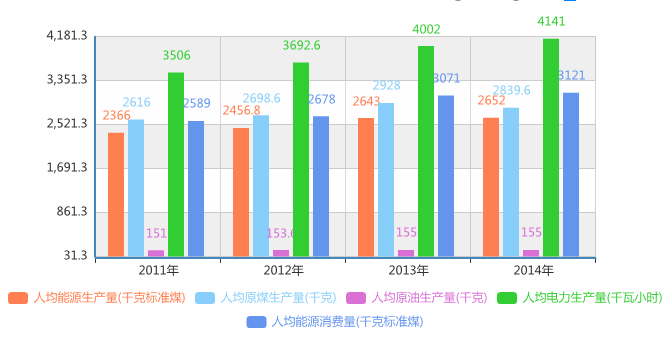 4,181.3
3,351.3
2,521.3
1,691.3
861.3
31.3
2366 2616 151 3506 2589
2456.8 2698.6 153.6 3692.6 2678
2643 2928 155 4002 3071
2652 2839.6 155 4141 3121
2011年 2012年 2013年 2014年
人均能源生产量(千克标准煤) 人均原煤生产量(千克) 人均原油生产量(千克) 人均电力生产量(千瓦小时)
人均能源消费量(千克标准煤)